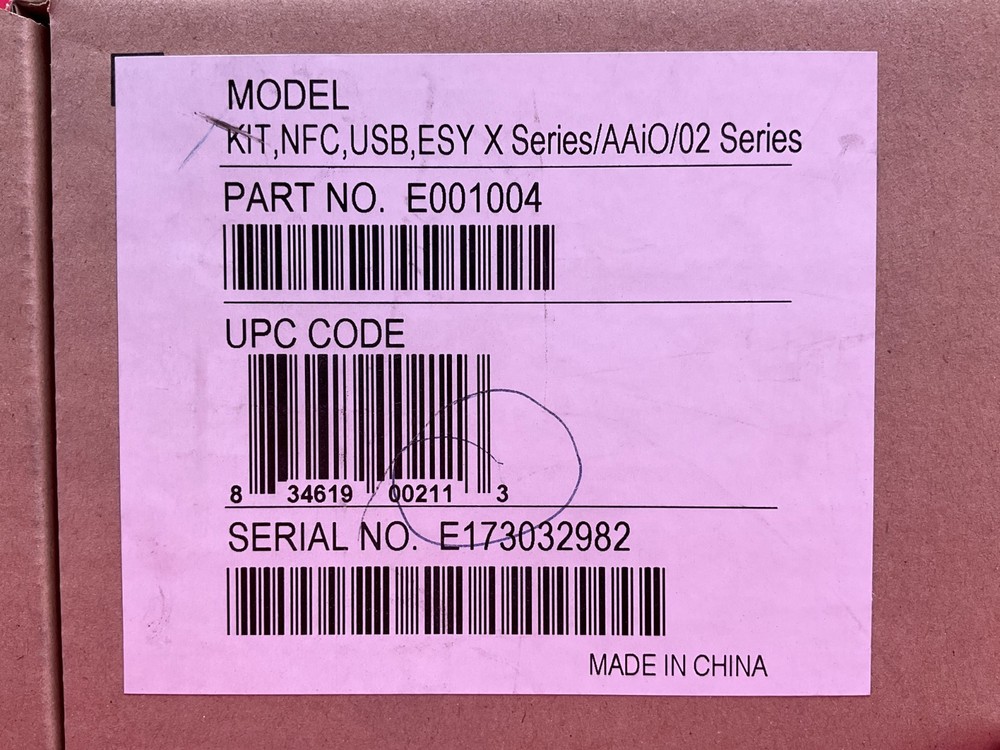 MODEL
KIT,NFC,USB,ESY X Series/AAiO/02 Series
PART NO. E001004
UPC CODE
8 34619 00211 3
SERIAL NO. E173032982
MADE IN CHINA